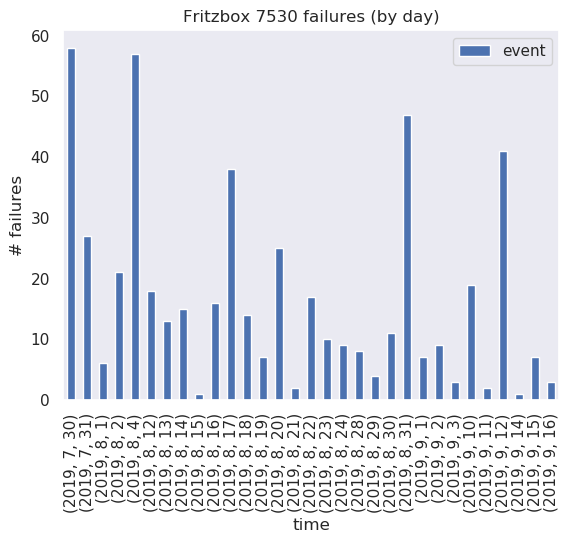 Fritzbox 7530 failures (by day)
event
# failures
60
50
40
30
20
10
0
(2019, 7, 30)
(2019, 7, 31)
(2019, 8, 1)
(2019, 8, 2)
(2019, 8, 4)
(2019, 8, 12)
(2019, 8, 13)
(2019, 8, 14)
(2019, 8, 15)
(2019, 8, 16)
(2019, 8, 17)
(2019, 8, 18)
(2019, 8, 19)
(2019, 8, 20)
(2019, 8, 21)
(2019, 8, 22)
(2019, 8, 23)
(2019, 8, 24)
(2019, 8, 28)
(2019, 8, 29)
(2019, 8, 30)
(2019, 8, 31)
(2019, 9, 1)
(2019, 9, 2)
(2019, 9, 3)
(2019, 9, 10)
(2019, 9, 11)
(2019, 9, 12)
(2019, 9, 14)
(2019, 9, 15)
(2019, 9, 16)
time